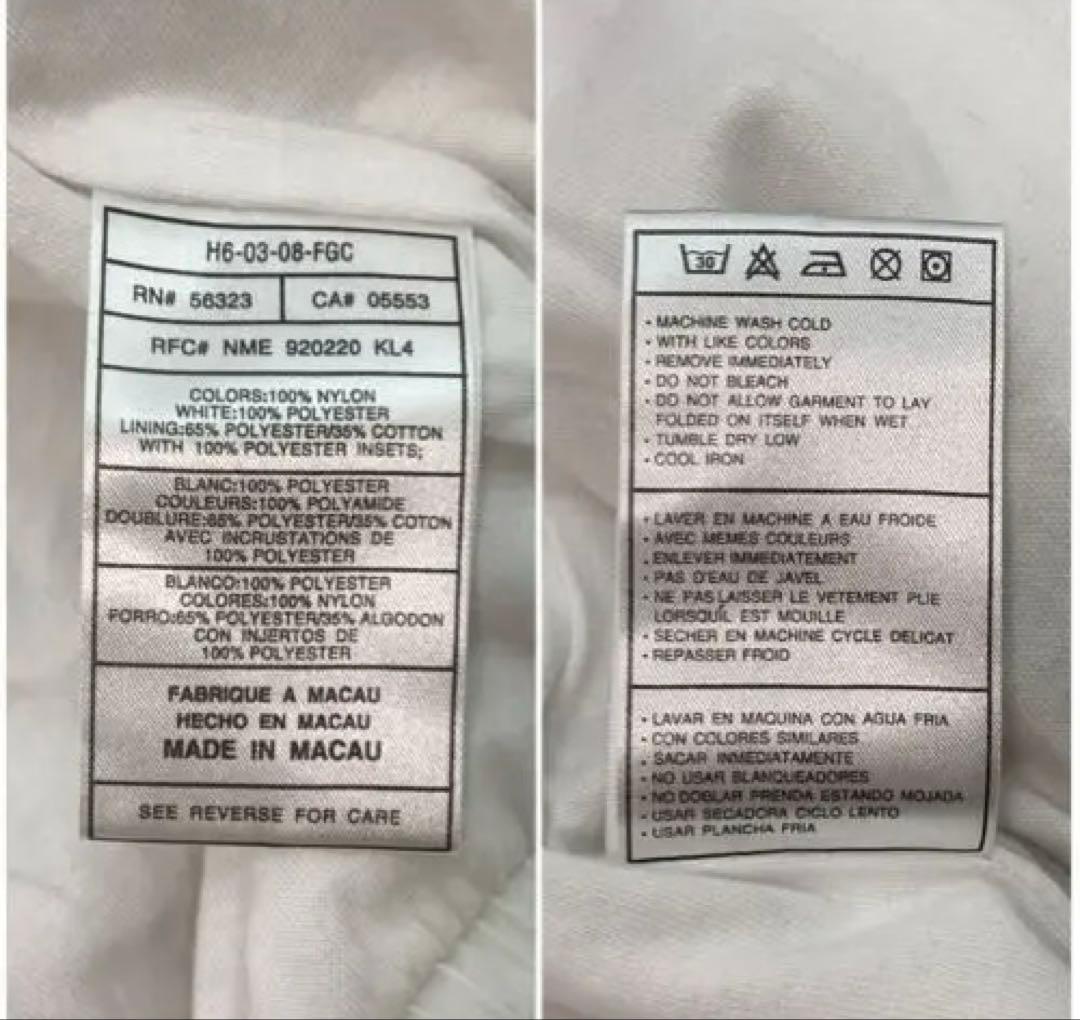 H6-03-08-FGC
RN# 56323 CA# 05553
RFC# NME 920220 KL4
COLORS:100% NYLON
WHITE:100% POLYESTER
LINING:65% POLYESTER/35% COTTON
WITH 100% POLYESTER INSETS;
BLANC:100% POLYESTER
COULEURS:100% POLYAMIDE
DOUBLURE:65% POLYESTER/35% COTON
AVEC INCRUSTATIONS DE
100% POLYESTER
BLANCO:100% POLYESTER
COLORES:100% NYLON
FORRO:65% POLYESTER/35% ALGODON
CON INJERTOS DE
100% POLYESTER
FABRIQUE A MACAU
HECHO EN MACAU
MADE IN MACAU
SEE REVERSE FOR CARE
30
• MACHINE WASH COLD
• WITH LIKE COLORS
• REMOVE IMMEDIATELY
• DO NOT BLEACH
• DO NOT ALLOW GARMENT TO LAY
FOLDED ON ITSELF WHEN WET
• TUMBLE DRY LOW
• COOL IRON
• LAVER EN MACHINE A EAU FROIDE
• AVEC MEMES COULEURS
• ENLEVER IMMEDIATEMENT
• PAS D'EAU DE JAVEL
• NE PAS LAISSER LE VETEMENT PLIE
LORSQU'IL EST MOUILLE
• SECHER EN MACHINE CYCLE DELICAT
• REPASSER FROID
• LAVAR EN MAQUINA CON AGUA FRIA
• CON COLORES SIMILARES
• SACAR INMEDIATAMENTE
• NO USAR BLANQUEADORES
• NO DOBLAR PRENDA ESTANDO MOJADA
• USAR SECADORA CICLO LENTO
• USAR PLANCHA FRIA